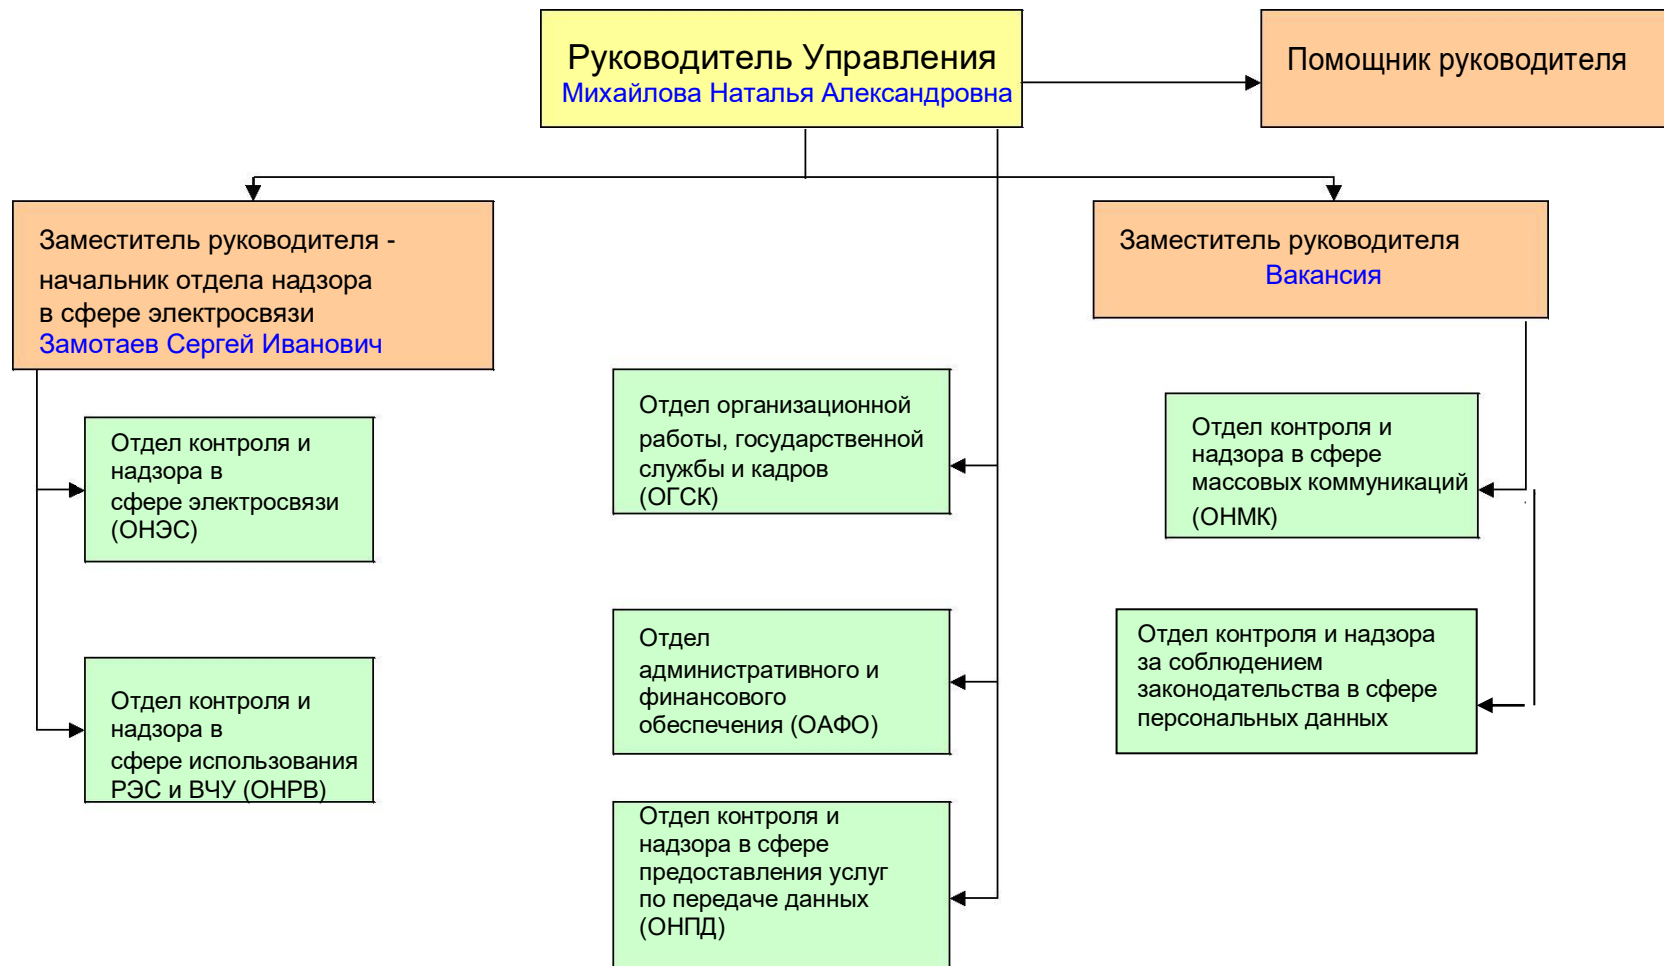 Руководитель Управления
Михайлова Наталья Александровна
Помощник руководителя
Заместитель руководителя -
начальник отдела надзора
в сфере электросвязи
Замотаев Сергей Иванович
Заместитель руководителя
Вакансия
Отдел контроля и
надзора в
сфере электросвязи
(ОНЭС)
Отдел организационной
работы, государственной
службы и кадров
(ОГСК)
Отдел контроля и
надзора в сфере
массовых коммуникаций
(ОНМК)
Отдел контроля и
надзора в
сфере использования
РЭС и ВЧУ (ОНРВ)
Отдел
административного и
финансового
обеспечения (ОАФО)
Отдел контроля и надзора
за соблюдением
законодательства в сфере
персональных данных
Отдел контроля и
надзора в сфере
предоставления услуг
по передаче данных
(ОНПД)